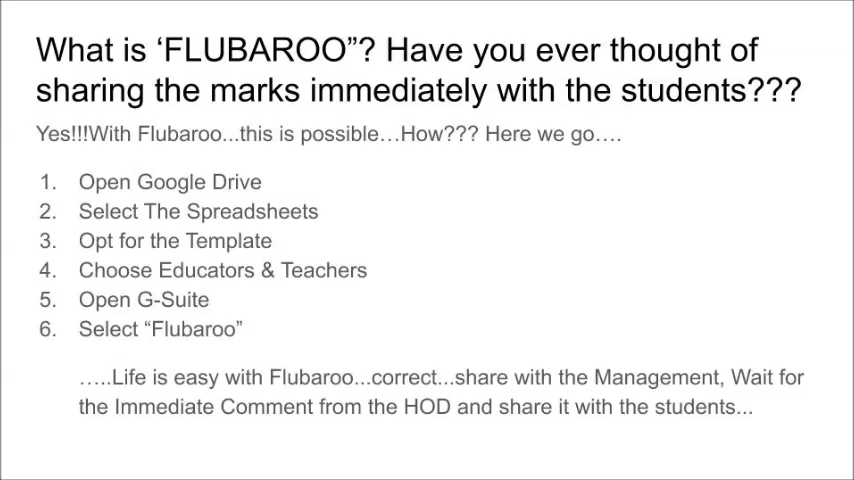 What is ‘FLUBAROO”? Have you ever thought of
sharing the marks immediately with the students???
Yes!!!With Flubaroo...this is possible…How??? Here we go….
1. Open Google Drive
2. Select The Spreadsheets
3. Opt for the Template
4. Choose Educators & Teachers
5. Open G-Suite
6. Select “Flubaroo”
…..Life is easy with Flubaroo...correct...share with the Management, Wait for
the Immediate Comment from the HOD and share it with the students...